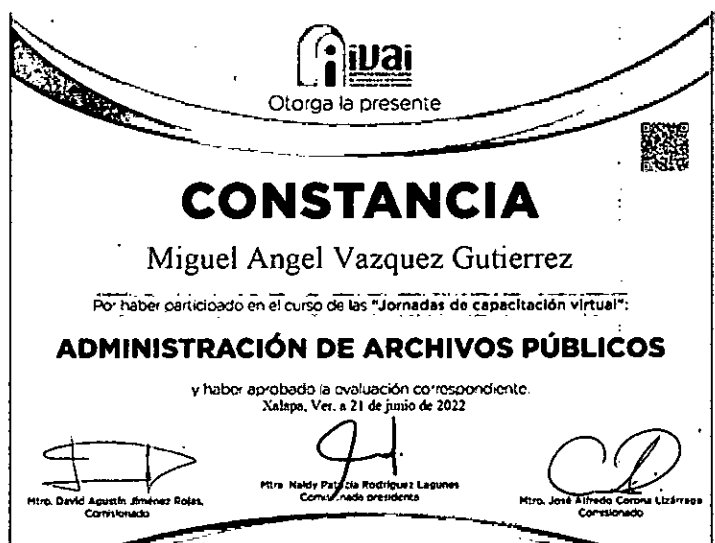 ivai
Otorga la presente
CONSTANCIA
Miguel Angel Vazquez Gutierrez
Por haber participado en el curso de las "Jornadas de capacitación virtual":
ADMINISTRACIÓN DE ARCHIVOS PÚBLICOS
y haber aprobado la evaluación correspondiente.
Xalapa, Ver. a 21 de junio de 2022
Mtro. David Agustín Jiménez Rojas,
Comisionado
Mtra. Naldy Patricia Rodríguez Lagunes
Comisionada presidenta
Mtro. José Alfredo Corona Lizárraga
Comisionado